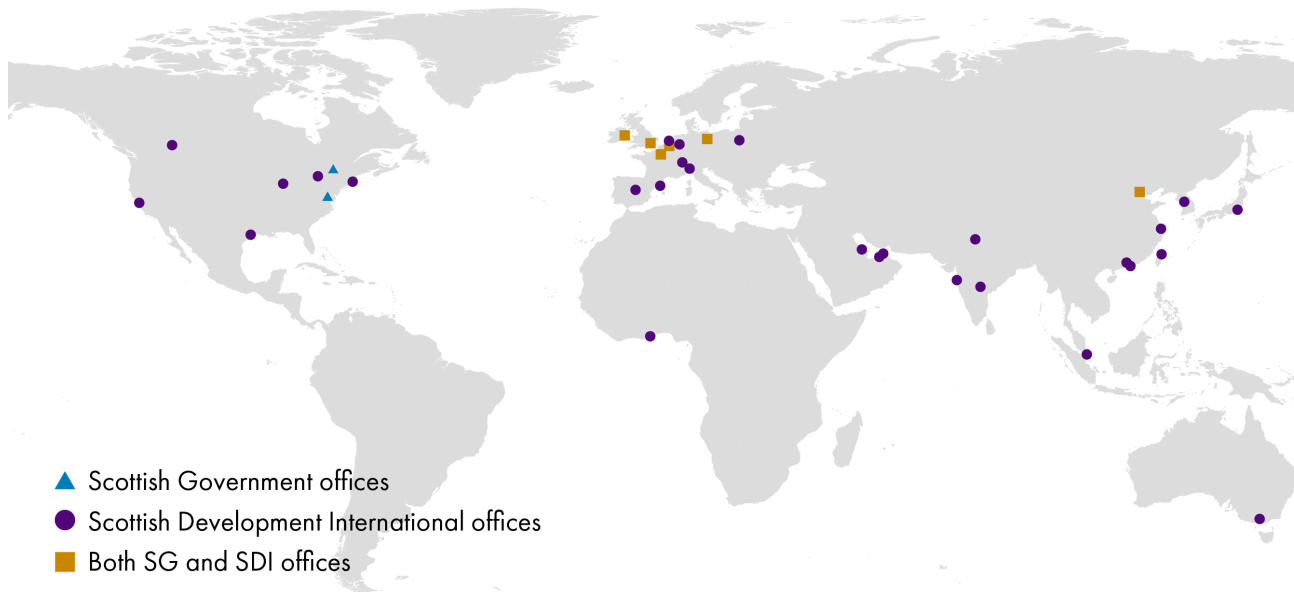 Scottish Government offices
Scottish Development International offices
Both SG and SDI offices